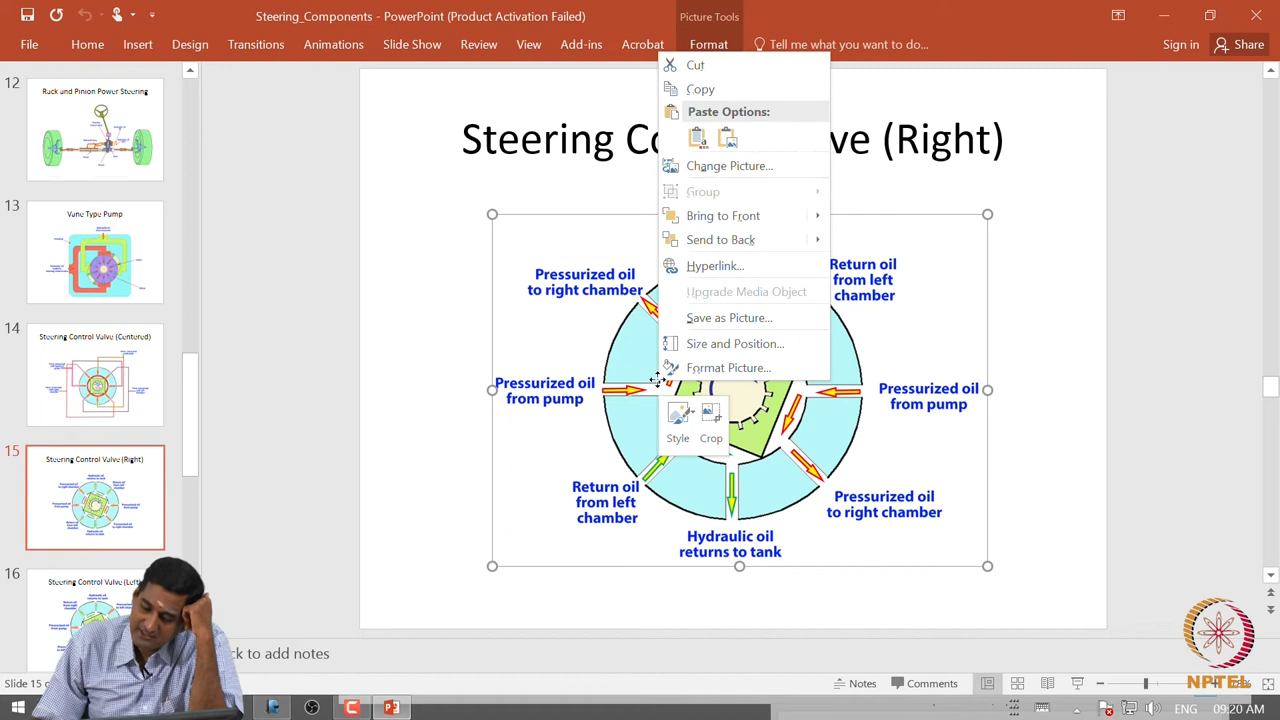 Steering_Components - PowerPoint (Product Activation Failed)
Picture Tools
File
Home
Insert
Design
Transitions
Animations
Slide Show
Review
View
Add-ins
Acrobat
Format
Tell me what you want to do...
Sign in
Share
12
Rack and Pinion Power Steering
13
Vane Type Pump
14
Steering Control Valve (Centered)
15
Steering Control Valve (Right)
16
Steering Control Valve (Left)
Steering Co
ve (Right)
Cut
Copy
Paste Options:
Change Picture...
Group
Bring to Front
Send to Back
Hyperlink...
Upgrade Media Object
Save as Picture...
Size and Position...
Format Picture...
Style
Crop
Pressurized oil
to right chamber
Return oil
from left
chamber
Pressurized oil
from pump
Pressurized oil
from pump
Return oil
from left
chamber
Pressurized oil
to right chamber
Hydraulic oil
returns to tank
ck to add notes
Slide 15 o
Notes
Comments
NPTEL
ENG
09:20 AM